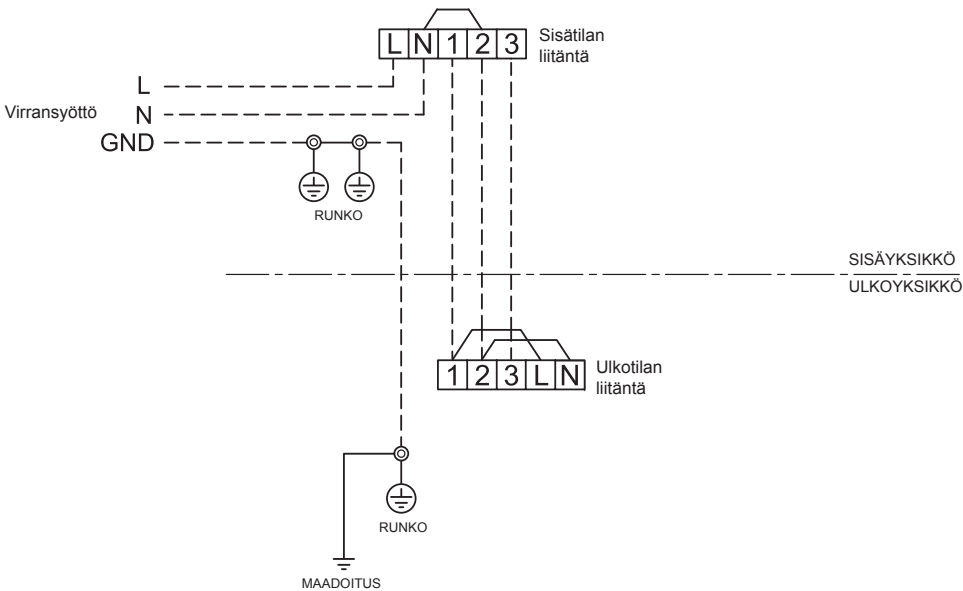 L N 1 2 3
Sisätilan
liitäntä
Virransyöttö
L
N
GND
RUNKO
SISÄYKSIKKÖ
ULKOYKSIKKÖ
1 2 3 L N
Ulkotilan
liitäntä
RUNKO
MAADOITUS